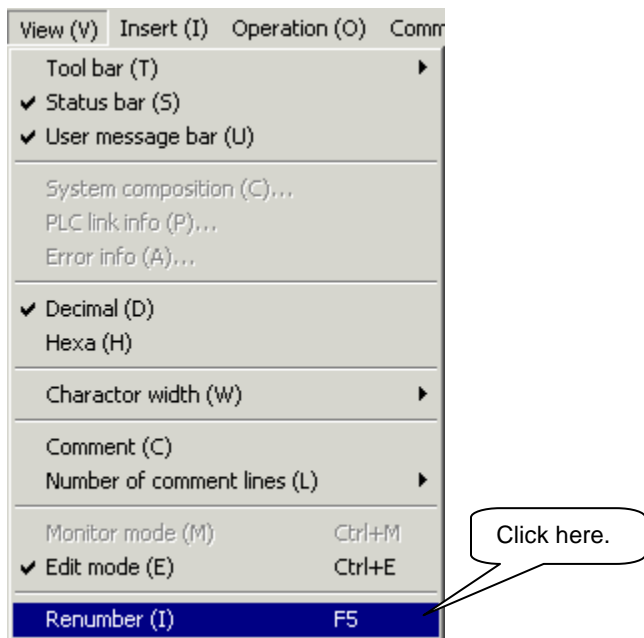 View (V) Insert (I) Operation (O) Comm
Tool bar (T)
Status bar (S)
User message bar (U)
System composition (C)...
PLC link info (P)...
Error info (A)...
Decimal (D)
Hexa (H)
Charactor width (W)
Comment (C)
Number of comment lines (L)
Monitor mode (M) Ctrl+M
Edit mode (E) Ctrl+E
Click here.
Renumber (I) F5